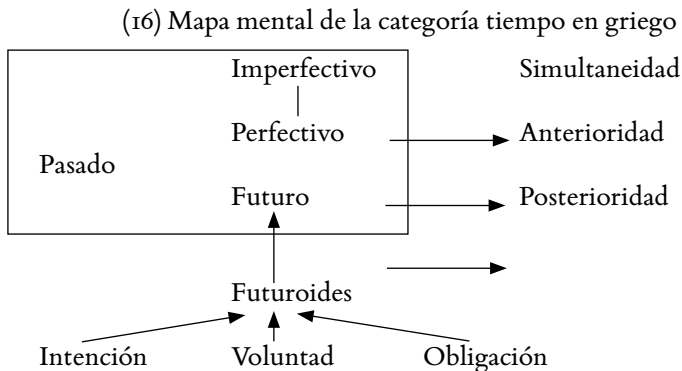 (16) Mapa mental de la categoría tiempo en griego
Imperfectivo Simultaneidad
Perfectivo Anterioridad
Pasado
Futuro Posterioridad
Futuroides
Intención Voluntad Obligación